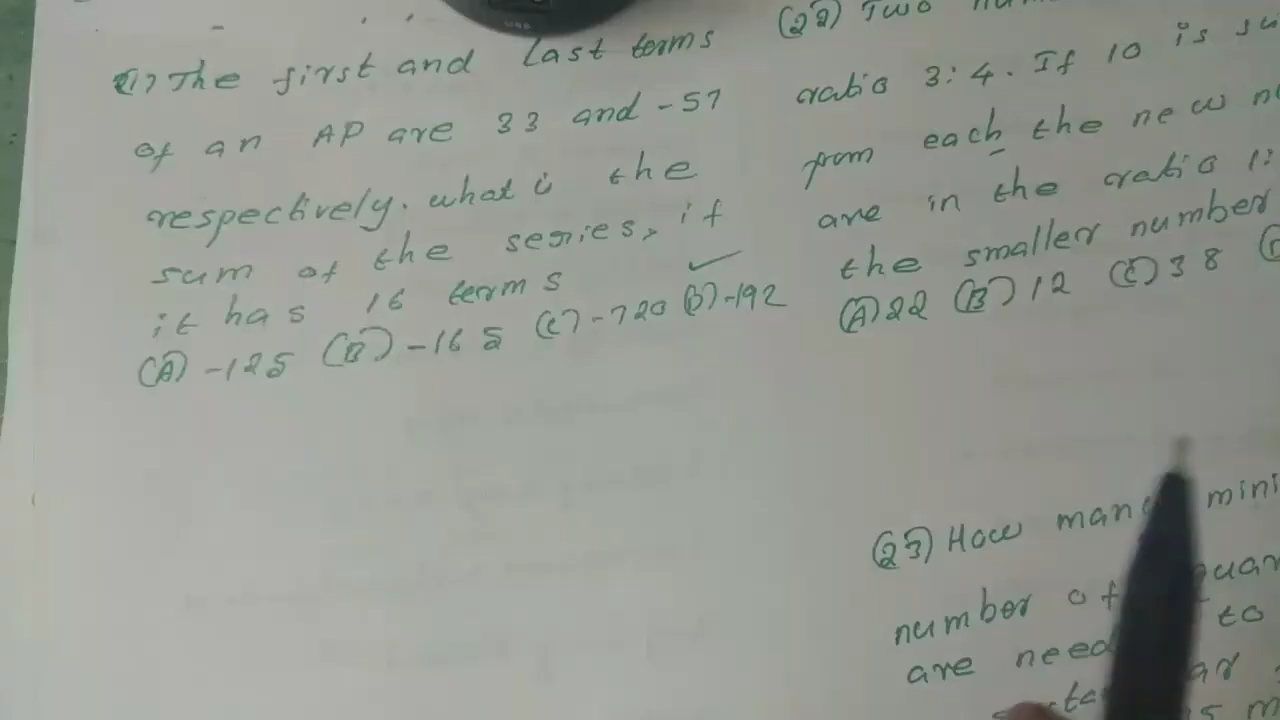 (21) The first and last terms
of an AP are 33 and -57
respectively. what is the
sum of the series, if
it has 16 terms
(A) -125 (B) -165 (C) -720 (D) -192
(22) Two
ratio 3:4. If 10 is
from each the new
are in the ratio 1:
the smaller number
(A) 22 (B) 12 (C) 38
(23) How many
number of
are need to